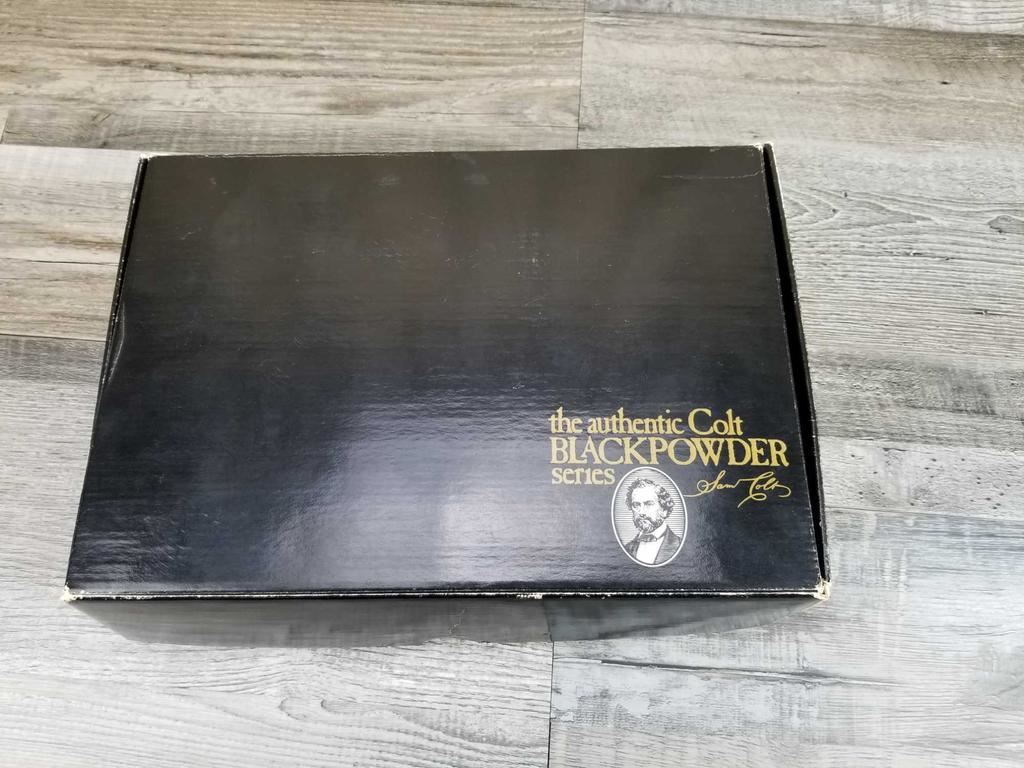 the authentic Colt
BLACKPOWDER
series
Sam Colt